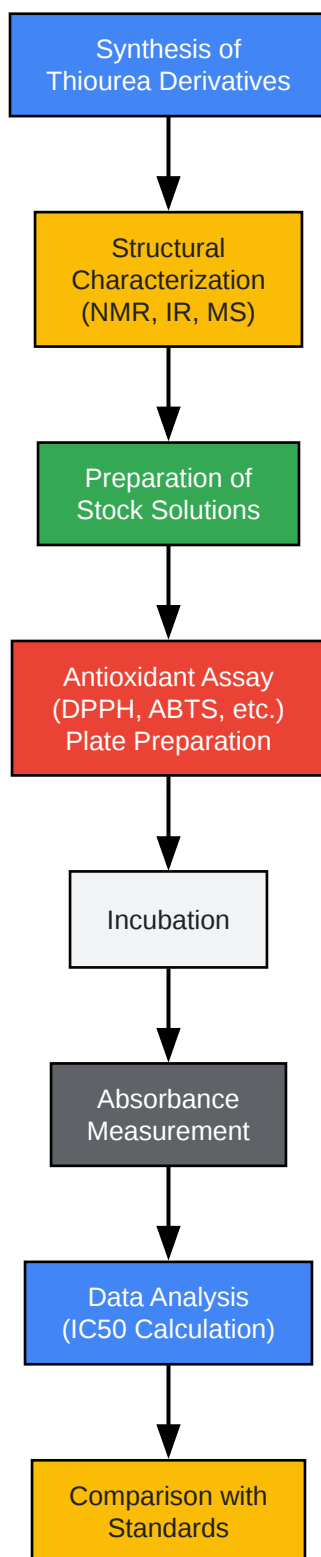 Synthesis of
Thiourea Derivatives
Structural
Characterization
(NMR, IR, MS)
Preparation of
Stock Solutions
Antioxidant Assay
(DPPH, ABTS, etc.)
Plate Preparation
Incubation
Absorbance
Measurement
Data Analysis
(IC50 Calculation)
Comparison with
Standards